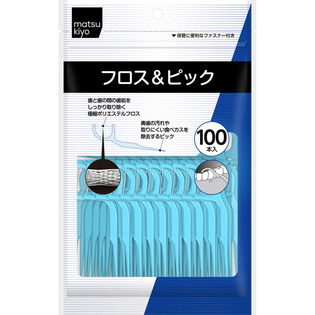 matsu
kiyo
▼保管に便利なファスナー付き
フロス&ピック
歯と歯の間の歯垢を
しっかり取り除く
極細ポリエステルフロス
奥歯の汚れや
取りにくい食べカスを
除去するピック
100
本入